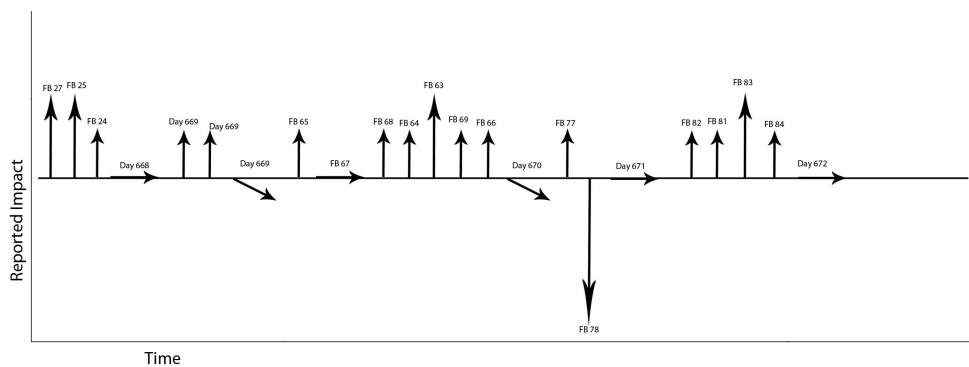 FB 27
FB 25
FB 24
Day 668
Day 669
Day 669
Day 669
FB 65
FB 67
FB 68
FB 64
FB 63
FB 69
FB 66
Day 670
FB 77
FB 78
Day 671
FB 82
FB 81
FB 83
FB 84
Day 672
Reported Impact
Time